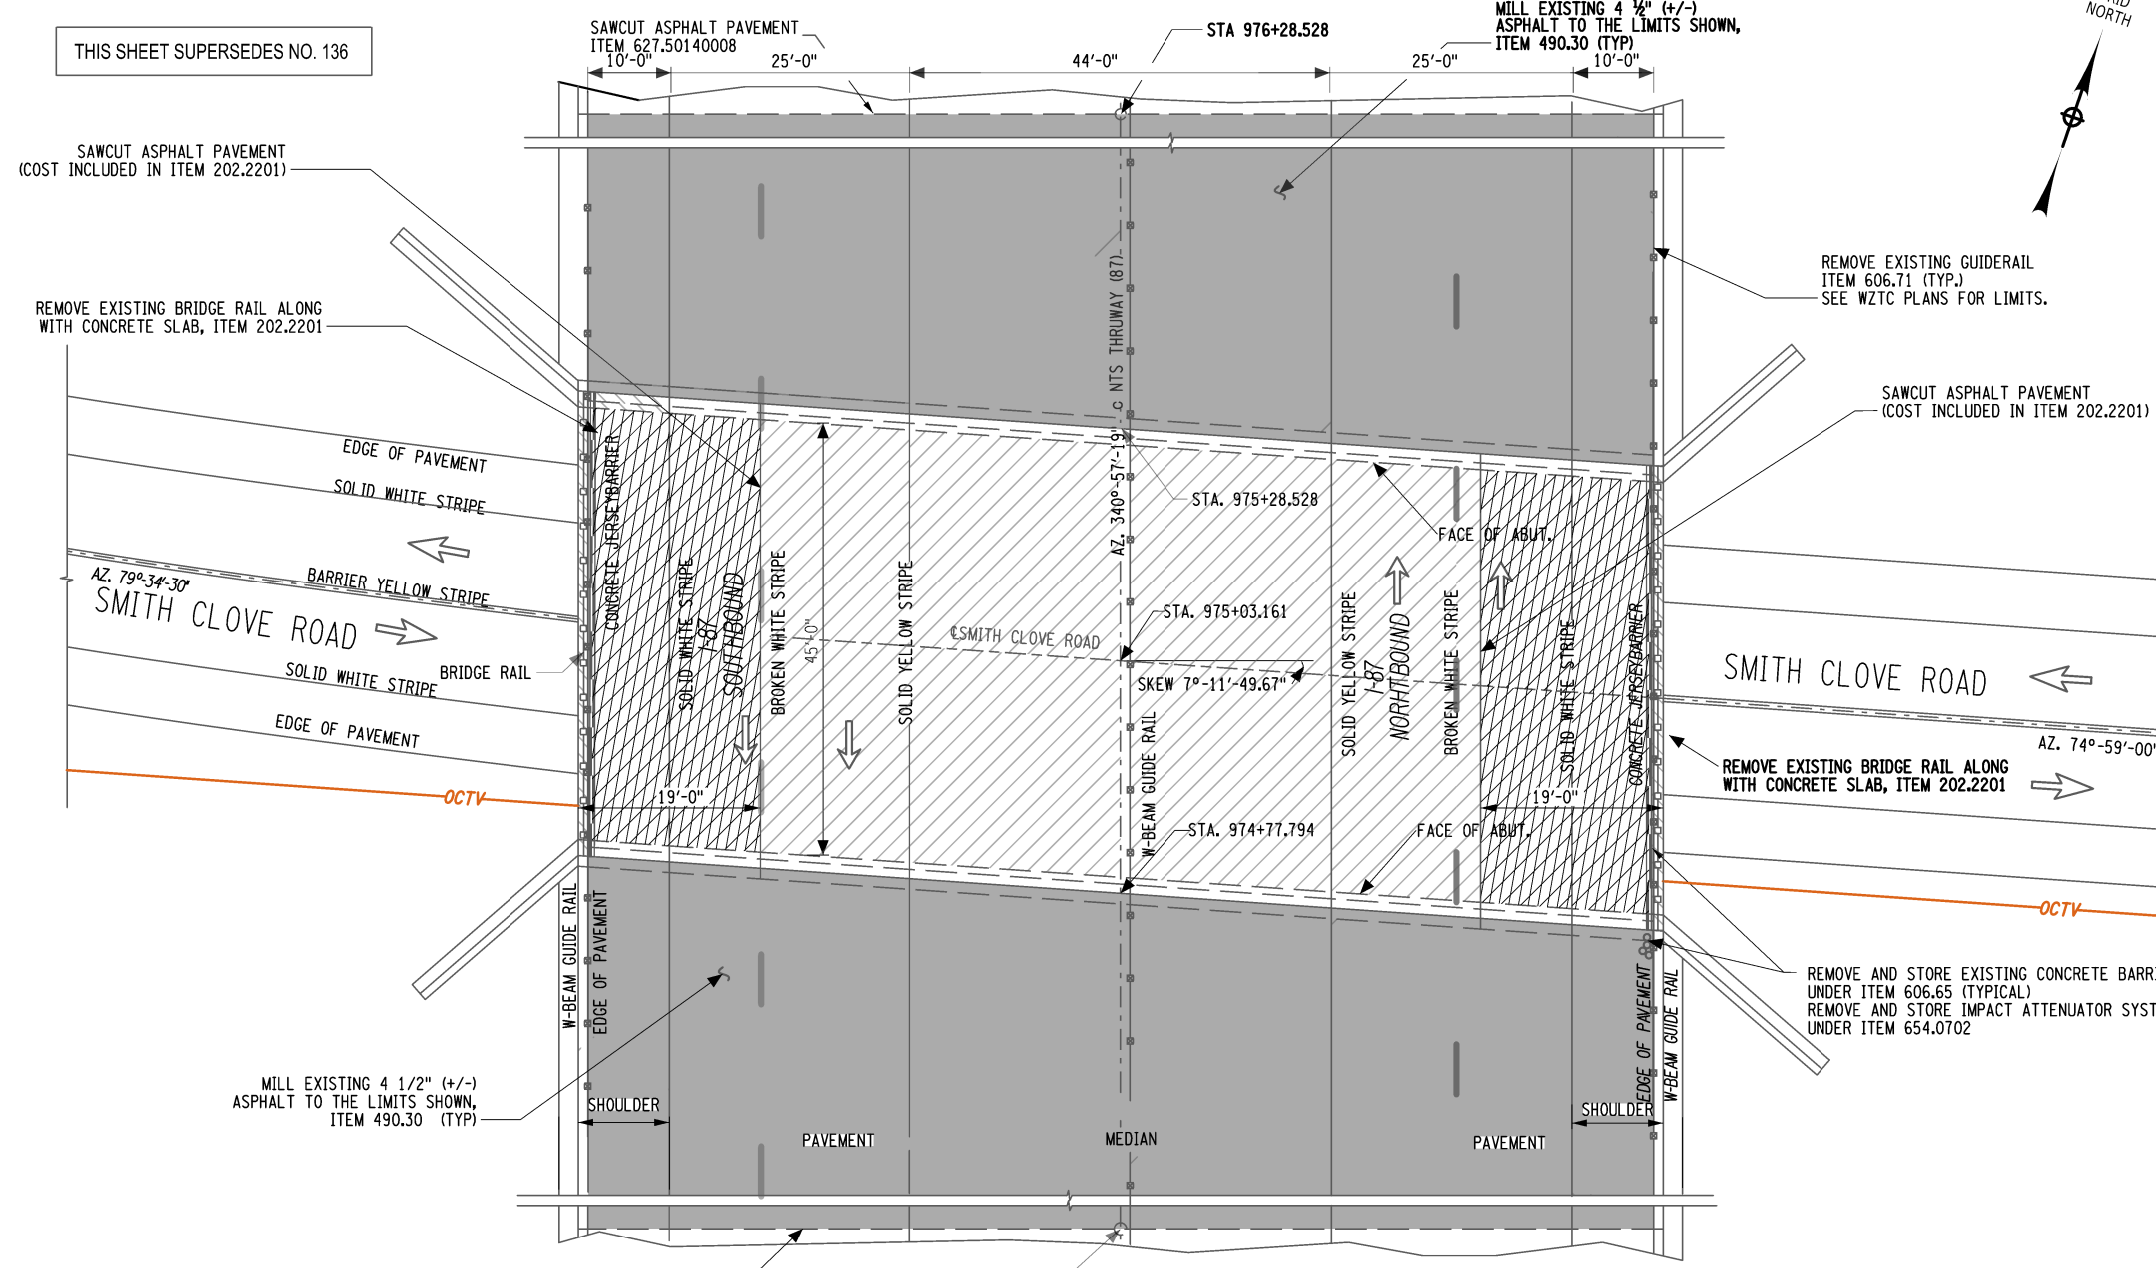 THIS SHEET SUPERSEDES NO. 136
SAWCUT ASPHALT PAVEMENT
ITEM 627.50140008
STA 976+28.528
MILL EXISTING 4 ½" (+/-)
ASPHALT TO THE LIMITS SHOWN,
ITEM 490.30 (TYP)
NORTH
10'-0"
25'-0"
44'-0"
25'-0"
10'-0"
SAWCUT ASPHALT PAVEMENT
(COST INCLUDED IN ITEM 202.2201)
REMOVE EXISTING BRIDGE RAIL ALONG
WITH CONCRETE SLAB, ITEM 202.2201
REMOVE EXISTING GUIDERAIL
ITEM 606.71 (TYP.)
SEE WZTC PLANS FOR LIMITS.
SAWCUT ASPHALT PAVEMENT
(COST INCLUDED IN ITEM 202.2201)
AZ. 340°-57'-19"
C NTS THRUWAY (87)
EDGE OF PAVEMENT
SOLID WHITE STRIPE
BARRIER YELLOW STRIPE
AZ. 79°-34'-30"
SMITH CLOVE ROAD
BRIDGE RAIL
SOLID WHITE STRIPE
EDGE OF PAVEMENT
OCTV
CONCRETE JERSEYBARRIER
SOLID WHITE STRIPE
I-87
SOUTHBOUND
BROKEN WHITE STRIPE
45'-0"
SOLID YELLOW STRIPE
℄SMITH CLOVE ROAD
STA. 975+28.528
FACE OF ABUT.
STA. 975+03.161
SKEW 7°-11'-49.67"
W-BEAM GUIDE RAIL
SOLID YELLOW STRIPE
I-87
NORHTBOUND
BROKEN WHITE STRIPE
SOLID WHITE STRIPE
CONCRETE JERSEYBARRIER
SMITH CLOVE ROAD
AZ. 74°-59'-00"
REMOVE EXISTING BRIDGE RAIL ALONG
WITH CONCRETE SLAB, ITEM 202.2201
19'-0"
19'-0"
STA. 974+77.794
FACE OF ABUT.
OCTV
W-BEAM GUIDE RAIL
EDGE OF PAVEMENT
EDGE OF PAVEMENT
W-BEAM GUIDE RAIL
REMOVE AND STORE EXISTING CONCRETE
UNDER ITEM 606.65 (TYPICAL)
REMOVE AND STORE IMPACT ATTENUATOR
UNDER ITEM 654.0702
MILL EXISTING 4 1/2" (+/-)
ASPHALT TO THE LIMITS SHOWN,
ITEM 490.30 (TYP)
SHOULDER
PAVEMENT
MEDIAN
PAVEMENT
SHOULDER